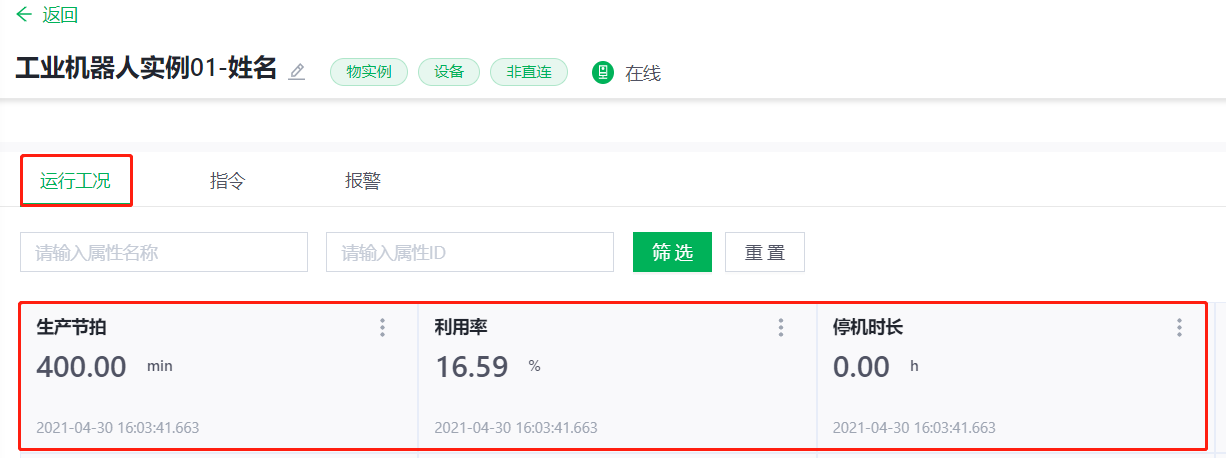 返回
工业机器人实例01-姓名 物实例 设备 非直连 在线
运行工况 指令 报警
请输入属性名称 请输入属性ID 筛选 重置
生产节拍 利用率 停机时长
400.00 min 16.59 % 0.00 h
2021-04-30 16:03:41.663 2021-04-30 16:03:41.663 2021-04-30 16:03:41.663